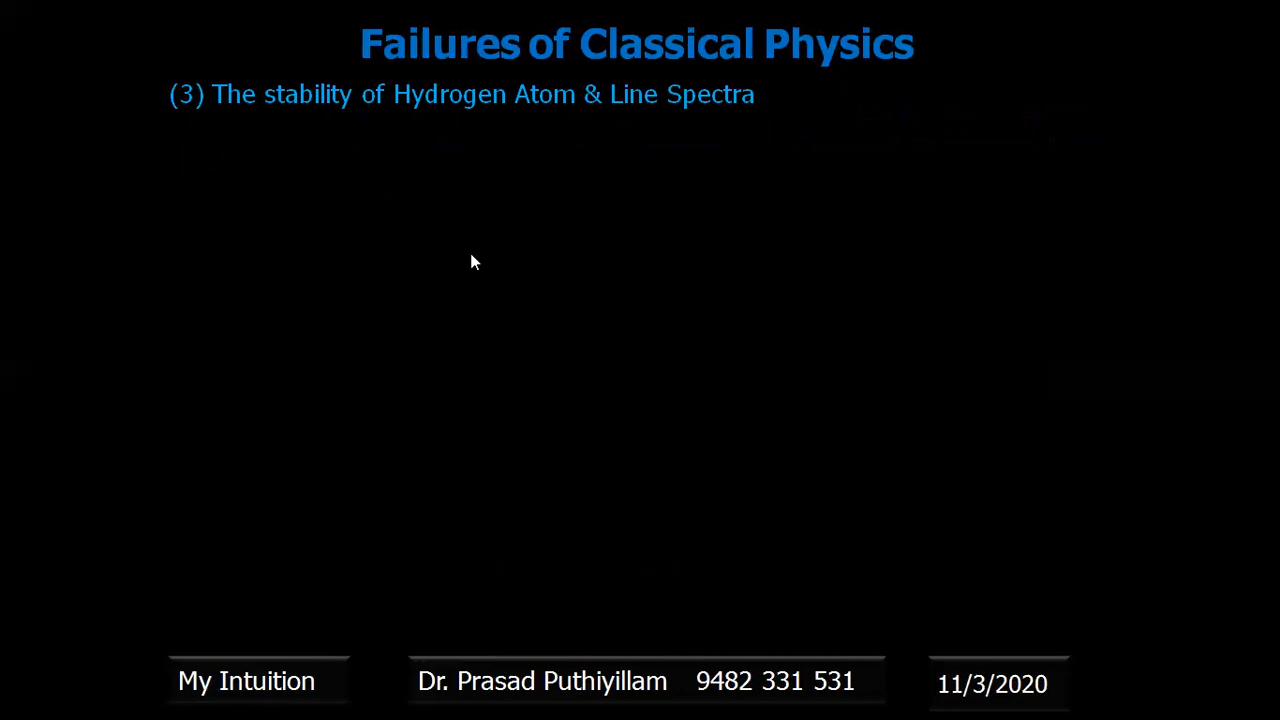 Failures of Classical Physics
(3) The stability of Hydrogen Atom & Line Spectra
My Intuition
Dr. Prasad Puthiyillam 9482 331 531
11/3/2020